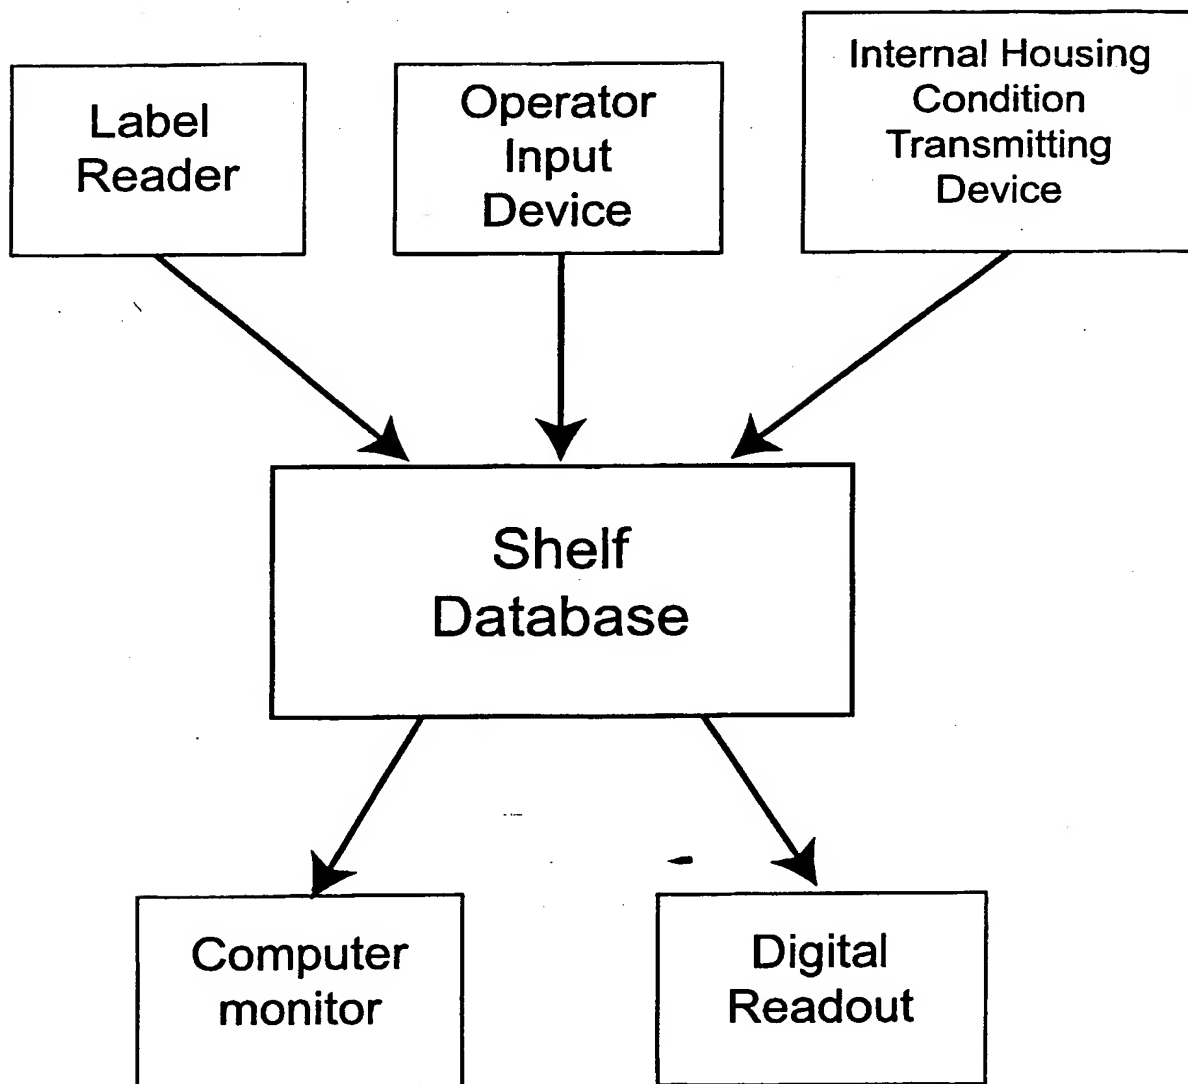 Label
Reader
Operator
Input
Device
Internal Housing
Condition
Transmitting
Device
Shelf
Database
Computer
monitor
Digital
Readout